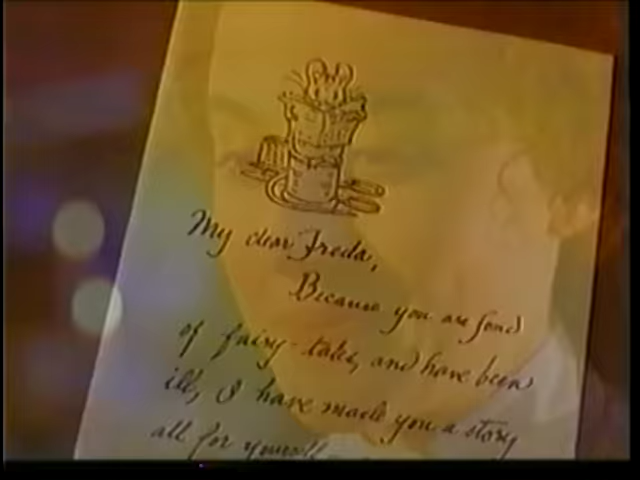 My dear Freda,
Because you are fond
of fairy-tales, and have been
ill, I have made you a story
all for yourself